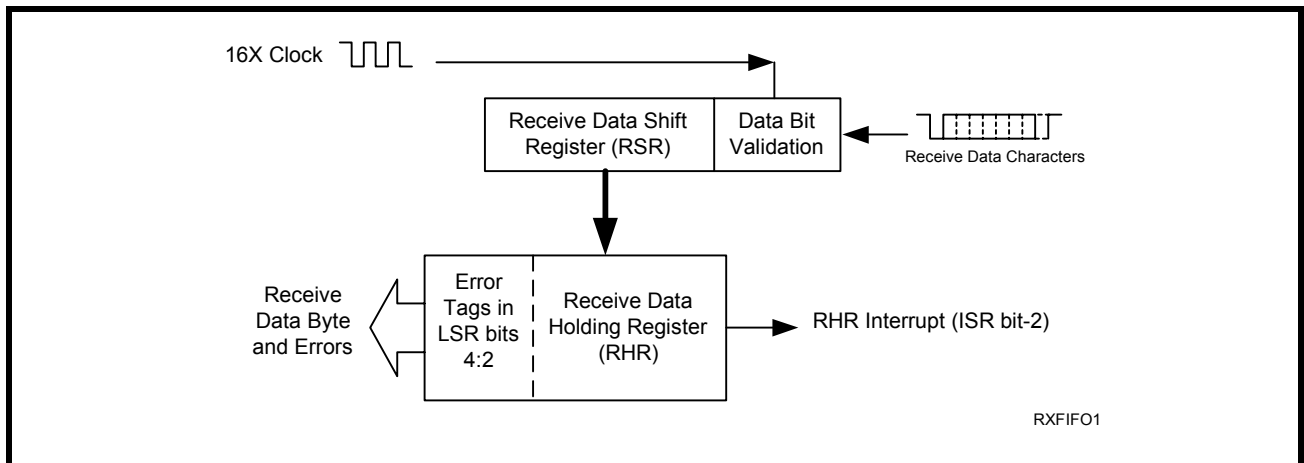 16X Clock
Receive Data Shift
Register (RSR)
Data Bit
Validation
Receive Data Characters
Receive
Data Byte
and Errors
Error
Tags in
LSR bits
4:2
Receive Data
Holding Register
(RHR)
RHR Interrupt (ISR bit-2)
RXFIFO1